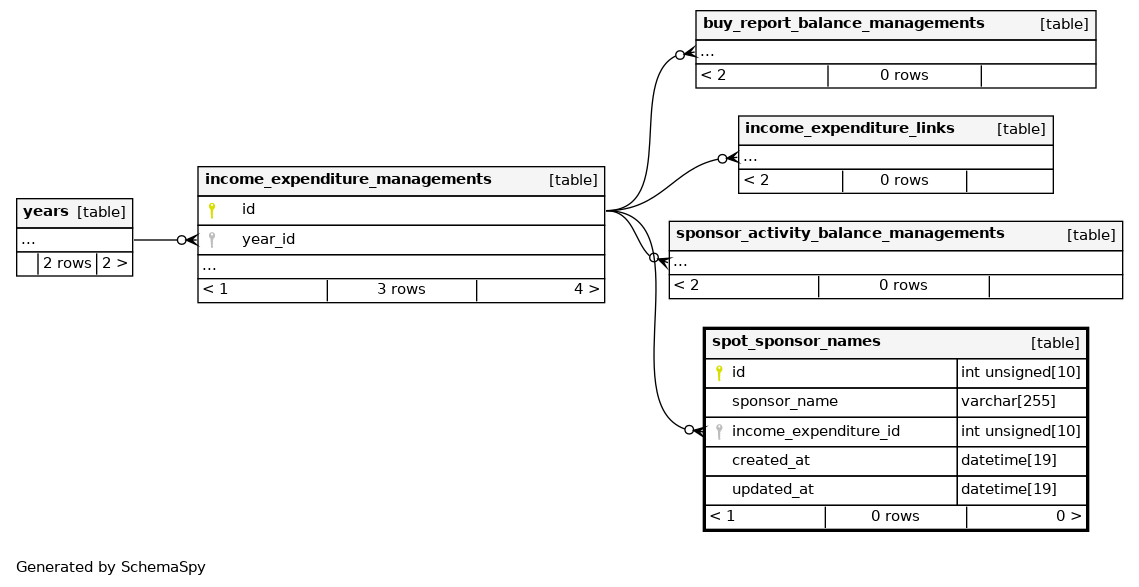 buy_report_balance_managements [table]
...
< 2 0 rows
income_expenditure_links [table]
...
< 2 0 rows
income_expenditure_managements [table]
id
year_id
...
< 1 3 rows 4 >
years [table]
...
2 rows 2 >
sponsor_activity_balance_managements [table]
...
< 2 0 rows
spot_sponsor_names [table]
id int unsigned[10]
sponsor_name varchar[255]
income_expenditure_id int unsigned[10]
created_at datetime[19]
updated_at datetime[19]
< 1 0 rows 0 >
Generated by SchemaSpy